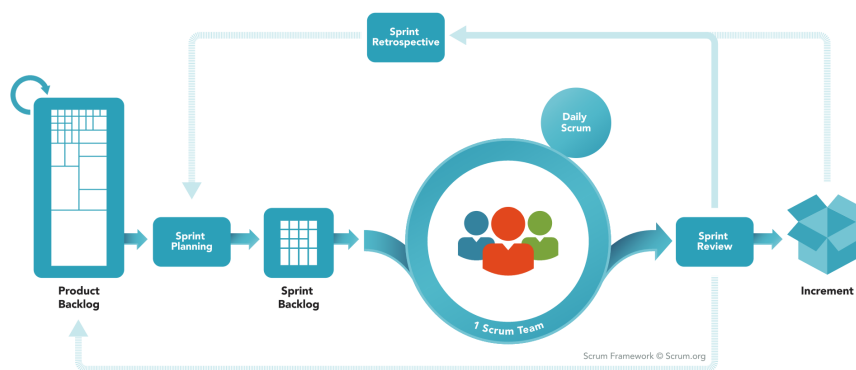 Sprint
Retrospective
Daily
Scrum
Sprint
Planning
Sprint
Review
Product
Backlog
Sprint
Backlog
1 Scrum Team
Increment
Scrum Framework © Scrum.org